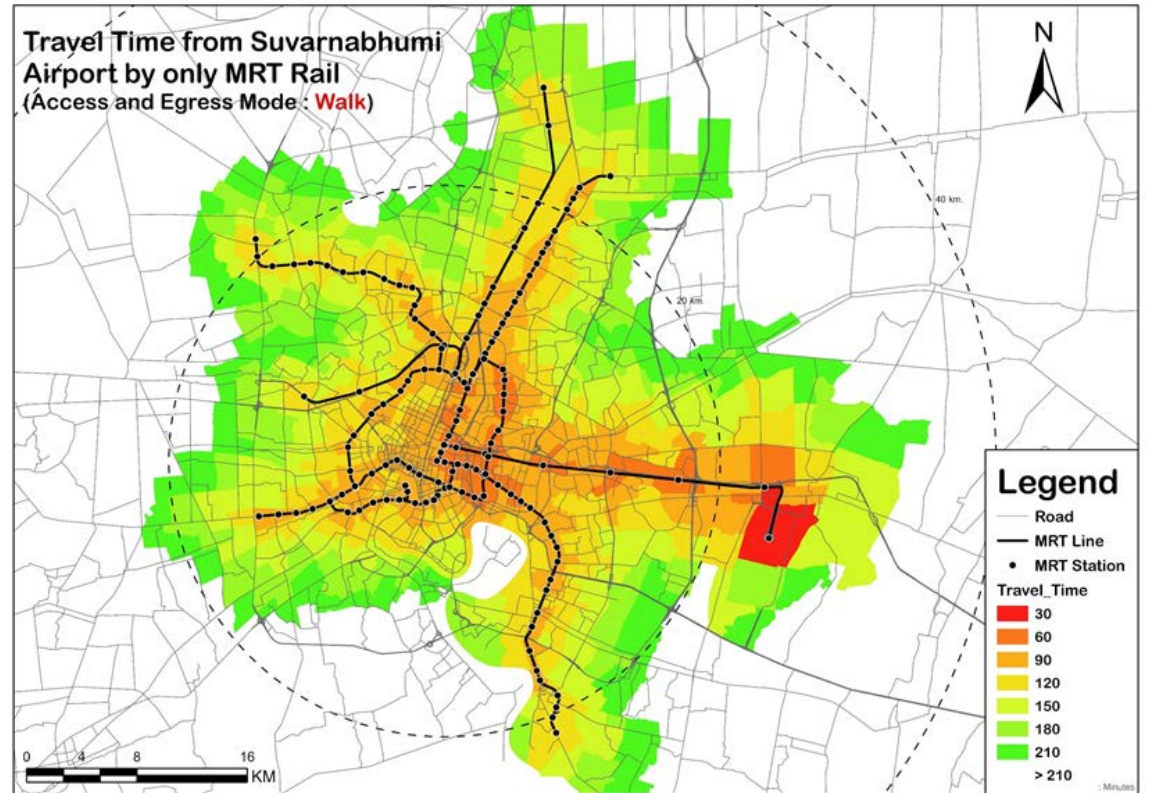 Travel Time from Suvarnabhumi
Airport by only MRT Rail
(Access and Egress Mode : Walk)
N
40 km.
20 km.
Legend
Road
MRT Line
MRT Station
Travel_Time
30
60
90
120
150
180
210
> 210
: Minutes
0 4 8 16
KM